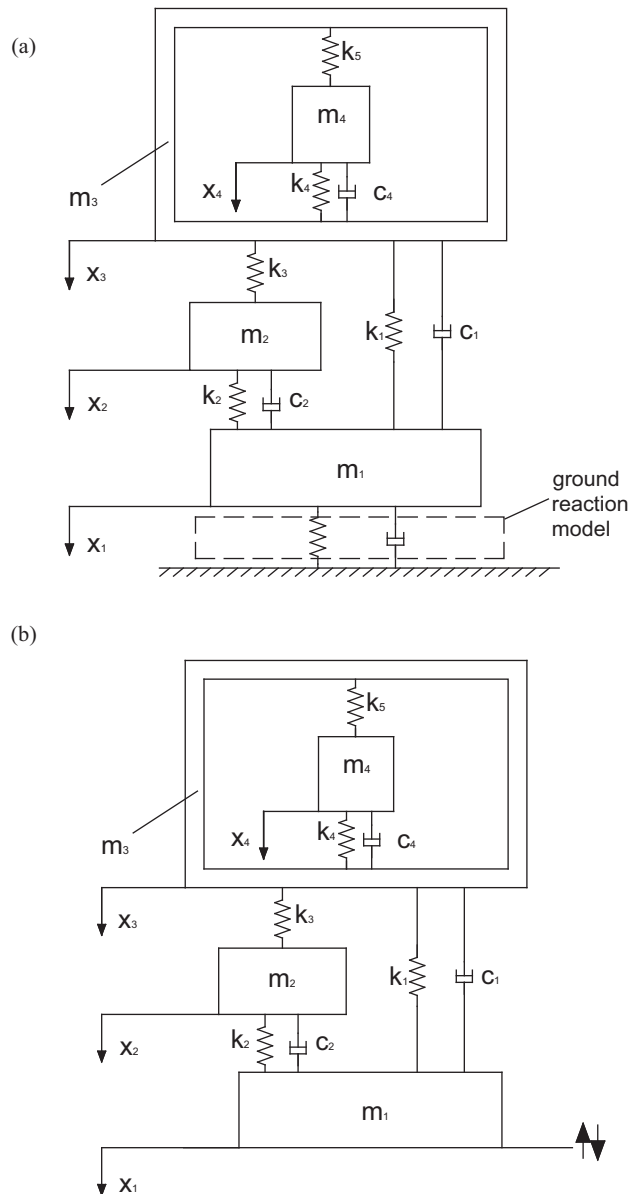 (a)
k₅
m₄
x₄
k₄
c₄
m₃
x₃
k₃
m₂
k₁
c₁
x₂
k₂
c₂
m₁
x₁
ground
reaction
model
(b)
k₅
m₄
x₄
k₄
c₄
m₃
x₃
k₃
m₂
k₁
c₁
x₂
k₂
c₂
m₁
x₁